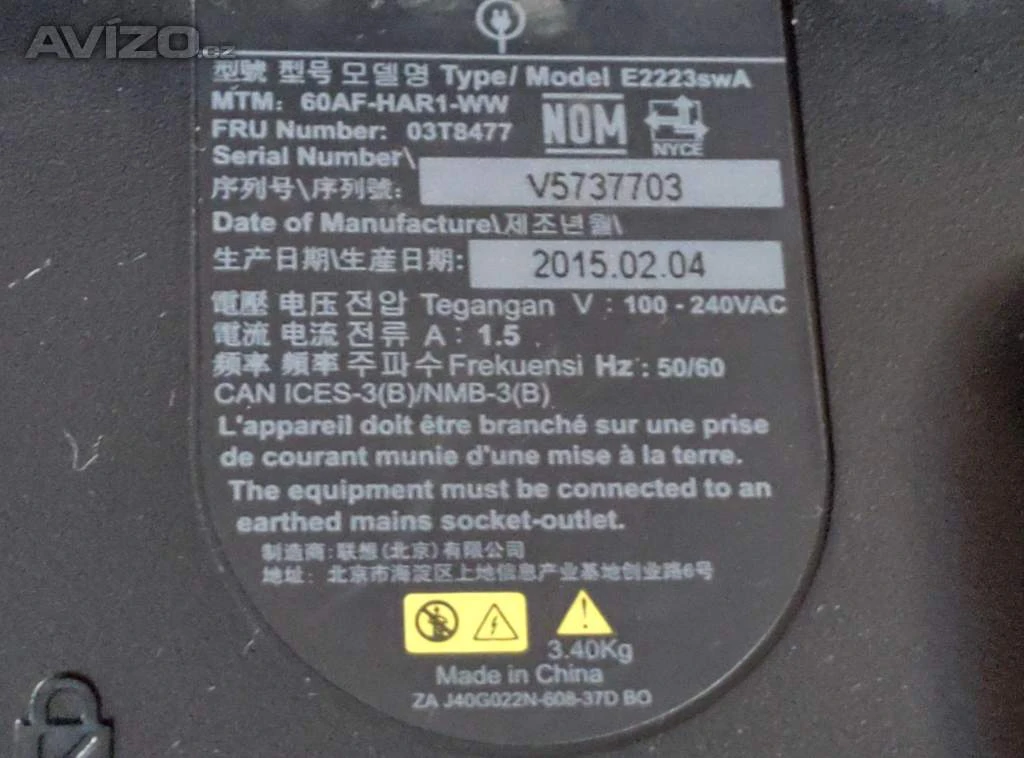 AVÍZO.cz
型號 型号 모델명 Type/ Model E2223swA
MTM: 60AF-HAR1-WW
FRU Number: 03T8477
NOM
NYCE
Serial Number\
序列号\序列號: V5737703
Date of Manufacture\제조년월\
生产日期\生産日期: 2015.02.04
電壓 电压 전압 Tegangan V : 100 - 240VAC
電流 电流 전류 A : 1.5
頻率 頻率 주파수 Frekuensi Hz : 50/60
CAN ICES-3(B)/NMB-3(B)
L'appareil doit être branché sur une prise
de courant munie d'une mise à la terre.
The equipment must be connected to an
earthed mains socket-outlet.
制造商: 联想(北京)有限公司
地址: 北京市海淀区上地信息产业基地创业路6号
3.40Kg
Made in China
ZA J40G022N-608-37D BO